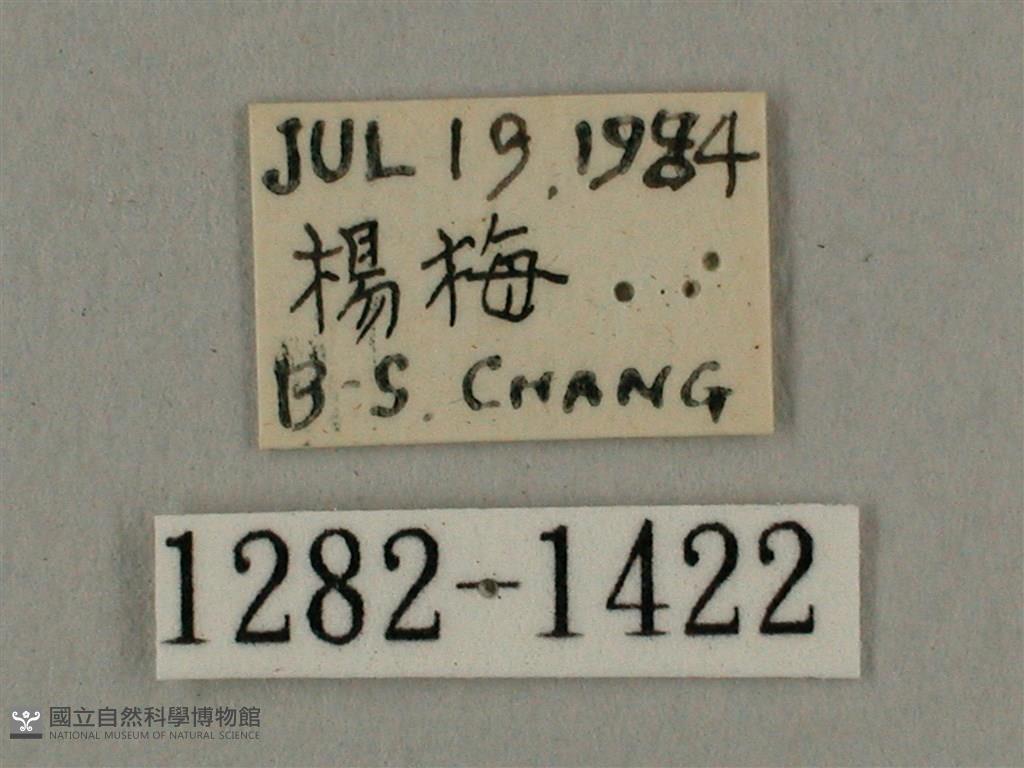 JUL 19, 1984
楊梅
B-S. CHANG
1282-1422
國立自然科學博物館
NATIONAL MUSEUM OF NATURAL SCIENCE